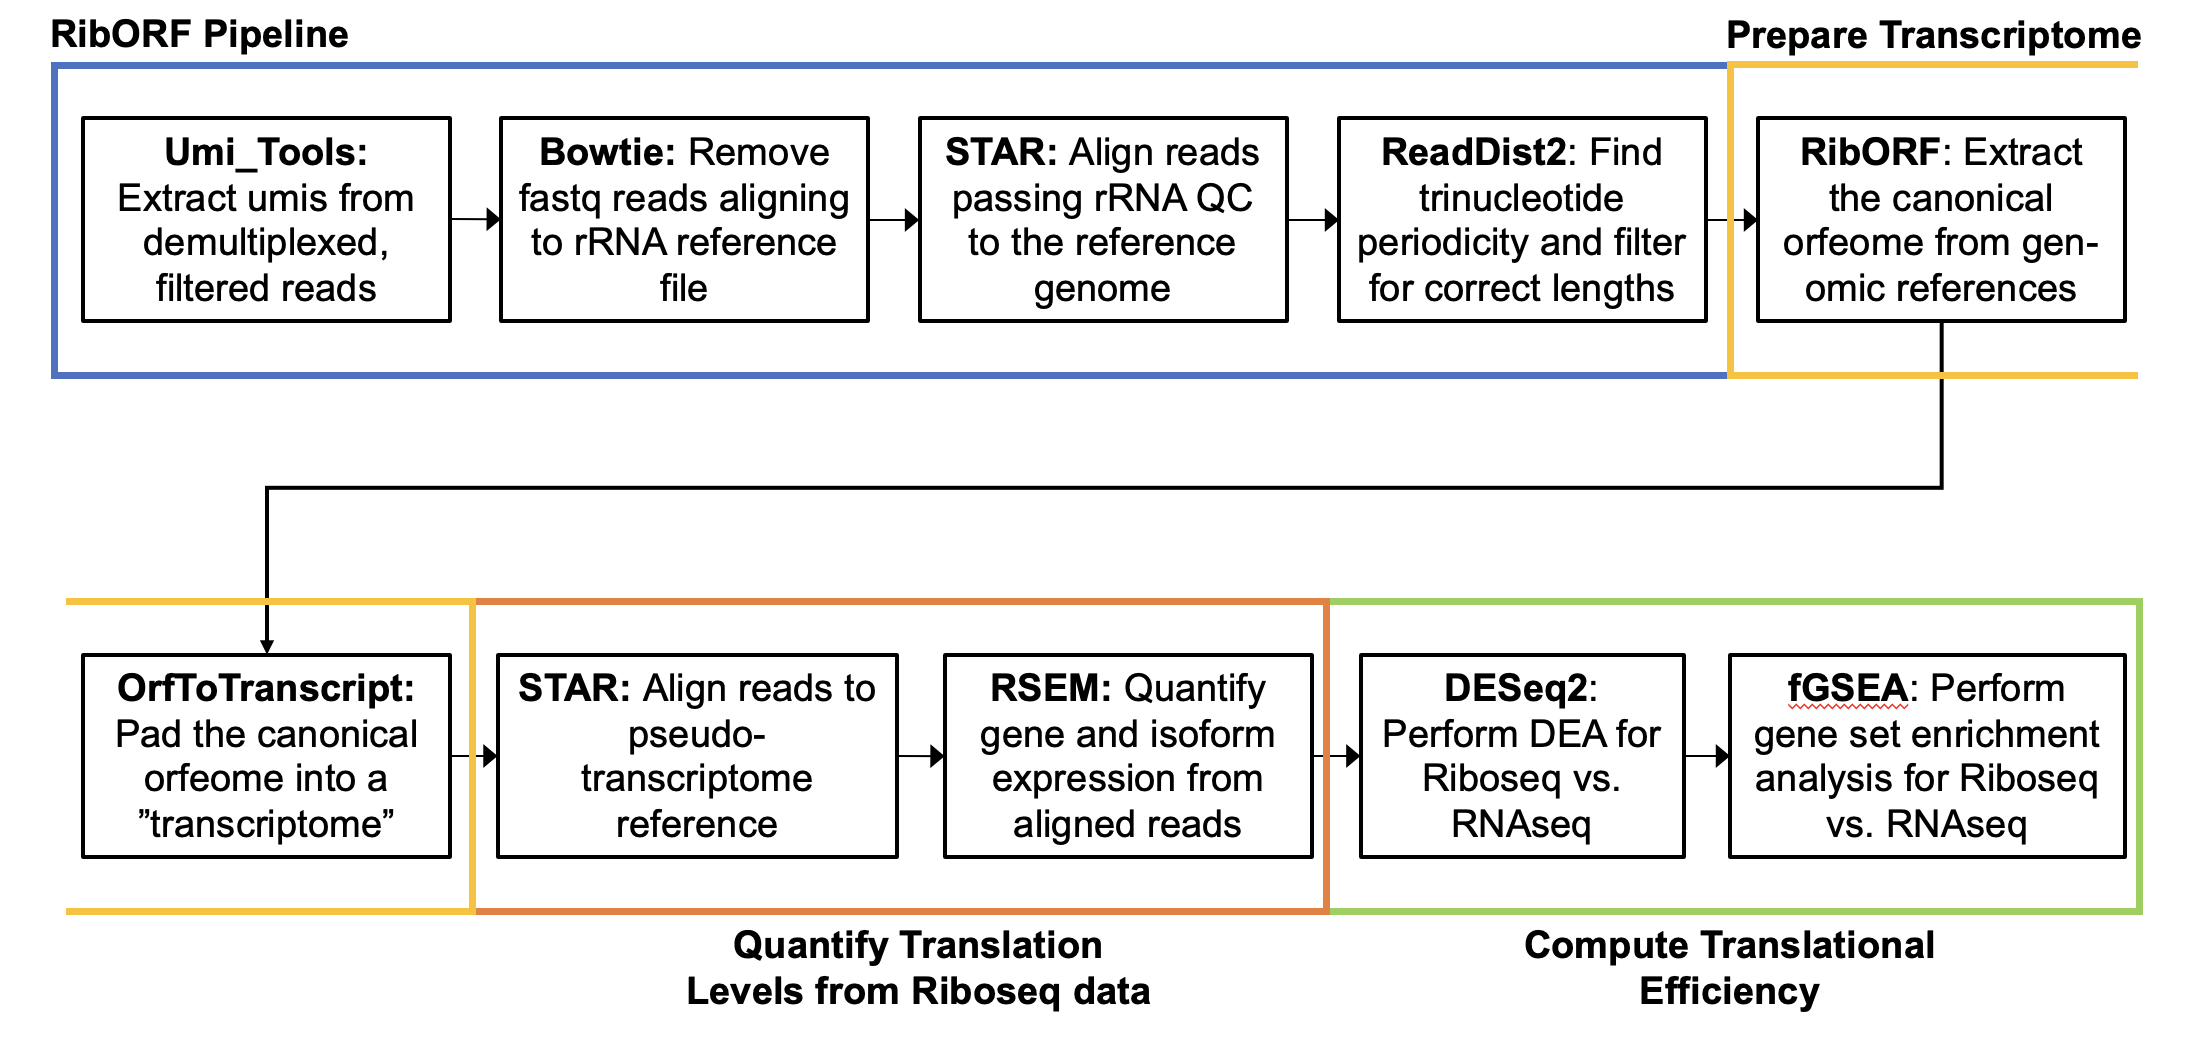 RibORF Pipeline
Prepare Transcriptome
Umi_Tools:
Extract umis from
demultiplexed,
filtered reads
Bowtie: Remove
fastq reads aligning
to rRNA reference
file
STAR: Align reads
passing rRNA QC
to the reference
genome
ReadDist2: Find
trinucleotide
periodicity and filter
for correct lengths
RibORF: Extract
the canonical
orfeome from gen-
omic references
OrfToTranscript:
Pad the canonical
orfeome into a
”transcriptome”
STAR: Align reads to
pseudo-
transcriptome
reference
RSEM: Quantify
gene and isoform
expression from
aligned reads
DESeq2:
Perform DEA for
Riboseq vs.
RNAseq
fGSEA: Perform
gene set enrichment
analysis for Riboseq
vs. RNAseq
Quantify Translation
Levels from Riboseq data
Compute Translational
Efficiency